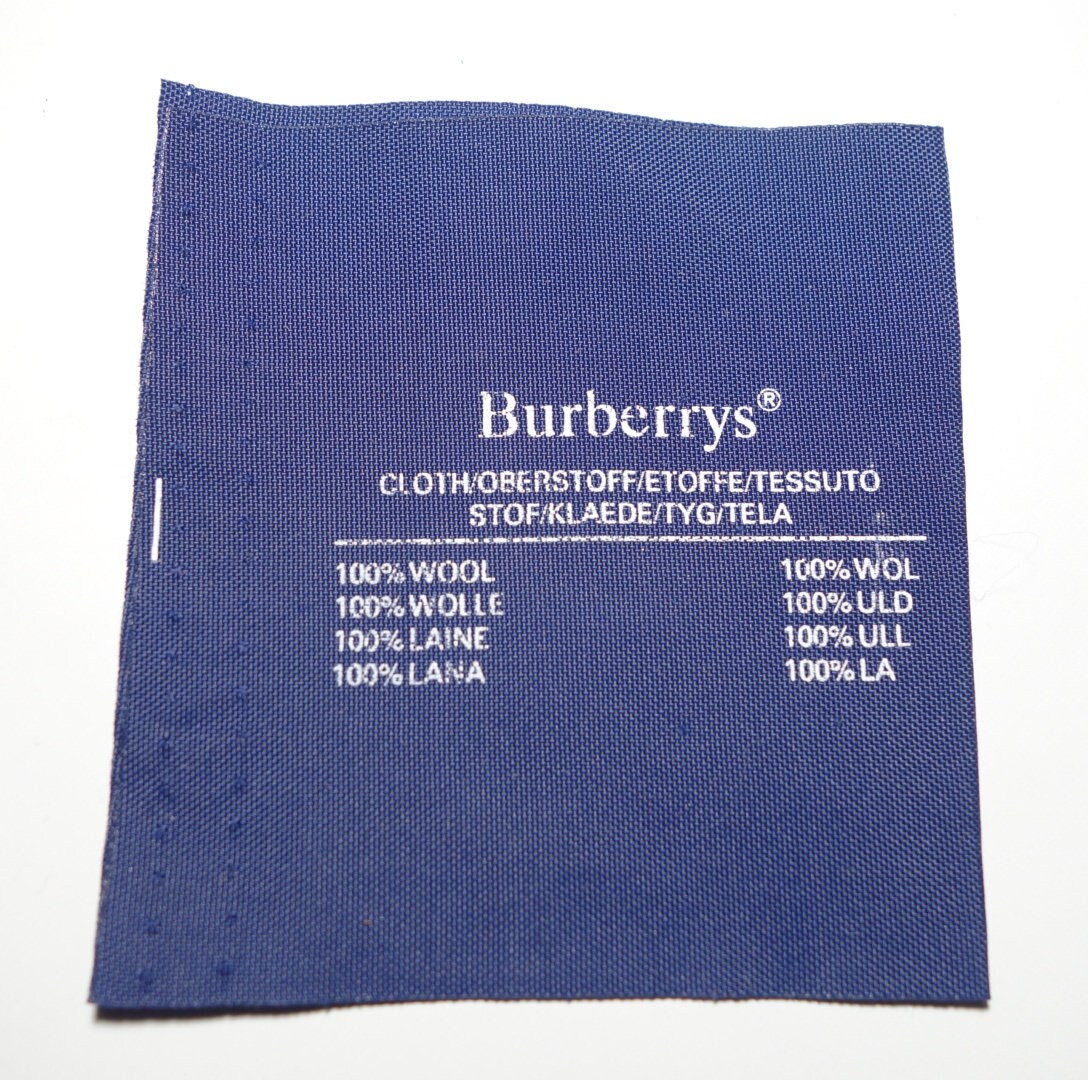 Burberrys®
CLOTH/OBERSTOFF/ETOFFE/TESSUTO
STOF/KLAEDE/TYG/TELA
100% WOOL 100% WOL
100% WOLLE 100% ULD
100% LAINE 100% ULL
100% LANA 100% LA